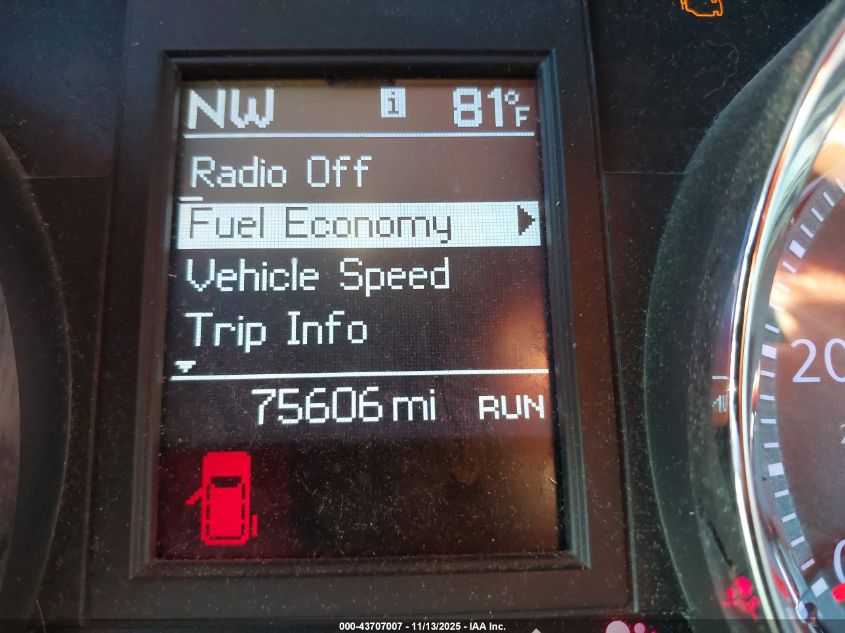 NW i 81°F
Radio Off
Fuel Economy
Vehicle Speed
Trip Info
75606 mi RUN
20
0
000-43707007 - 11/13/2025 - IAA Inc.